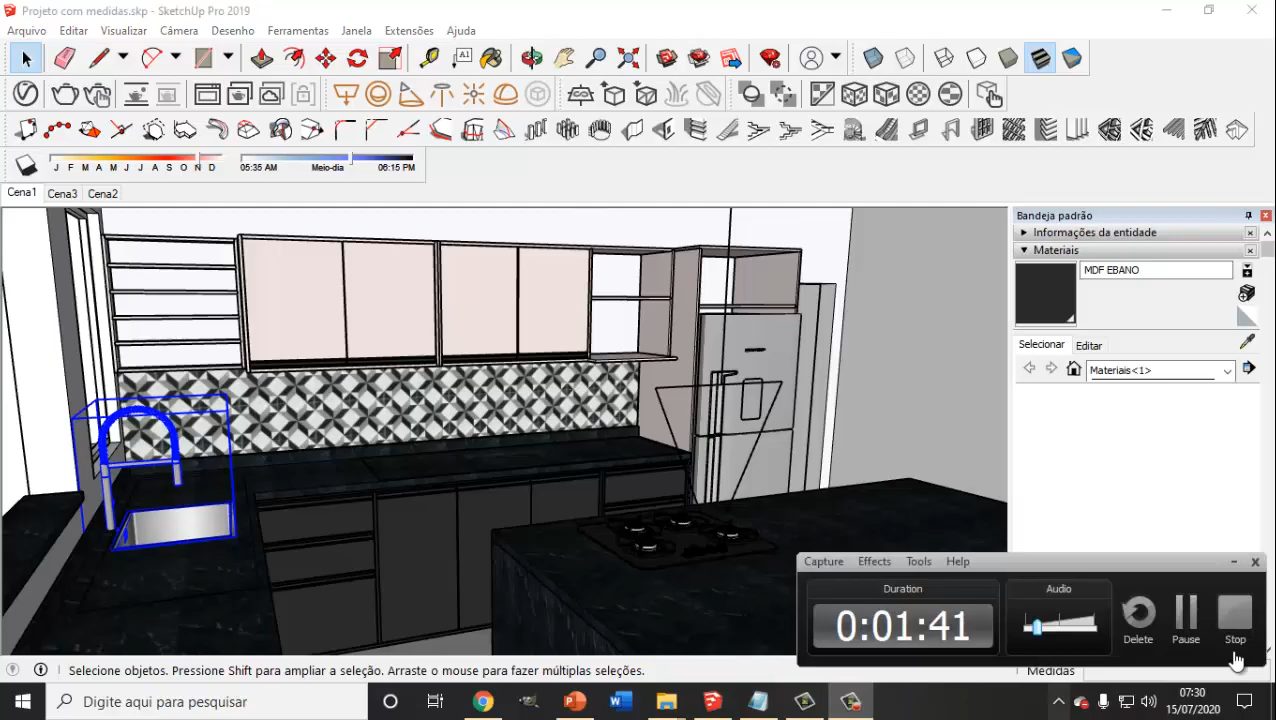 Projeto com medidas.skp - SketchUp Pro 2019
Arquivo Editar Visualizar Câmera Desenho Ferramentas Janela Extensões Ajuda
A1
J F M A M J J A S O N D 05:35 AM Meio-dia 06:15 PM
Cena1 Cena3 Cena2
Bandeja padrão
Informações da entidade
Materiais
MDF EBANO
Selecionar Editar
Materiais<1>
Capture Effects Tools Help
Duration Audio
0:01:41
Delete Pause Stop
Selecione objetos. Pressione Shift para ampliar a seleção. Arraste o mouse para fazer múltiplas seleções.
Medidas
Digite aqui para pesquisar
07:30
15/07/2020